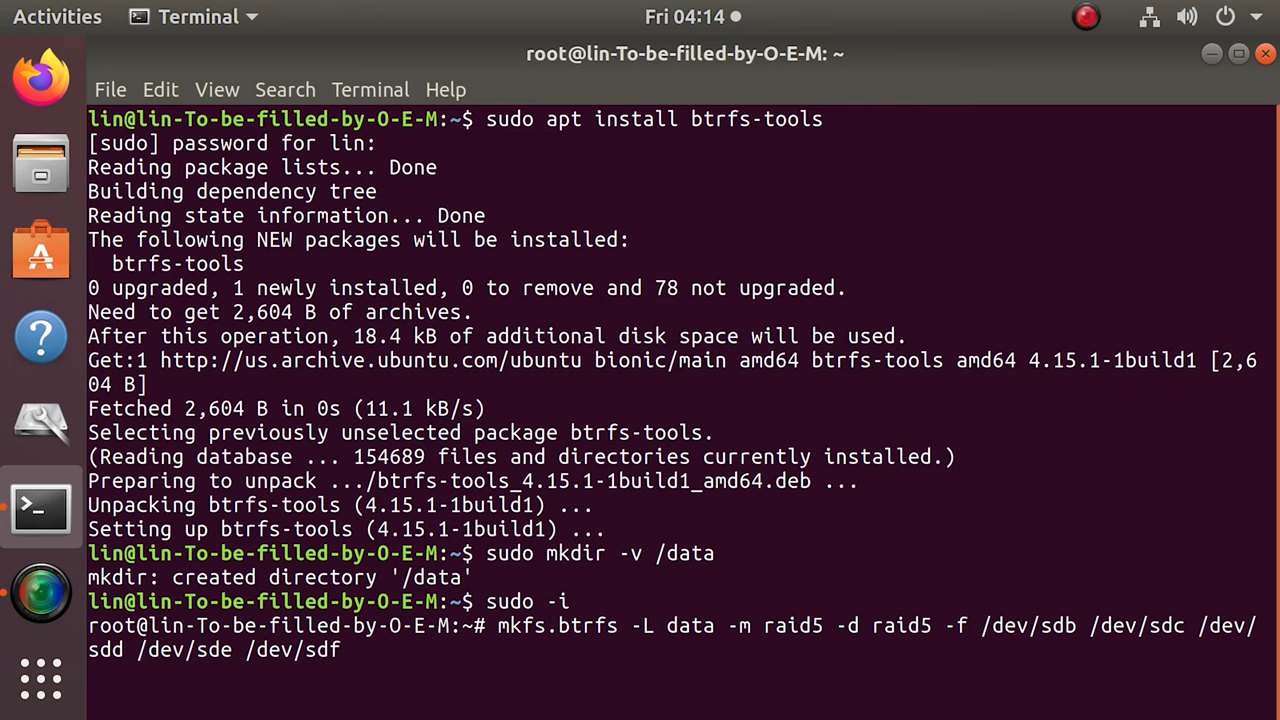 Activities Terminal Fri 04:14
root@lin-To-be-filled-by-O-E-M: ~
File Edit View Search Terminal Help
lin@lin-To-be-filled-by-O-E-M:~$ sudo apt install btrfs-tools
[sudo] password for lin:
Reading package lists... Done
Building dependency tree
Reading state information... Done
The following NEW packages will be installed:
  btrfs-tools
0 upgraded, 1 newly installed, 0 to remove and 78 not upgraded.
Need to get 2,604 B of archives.
After this operation, 18.4 kB of additional disk space will be used.
Get:1 http://us.archive.ubuntu.com/ubuntu bionic/main amd64 btrfs-tools amd64 4.15.1-1build1 [2,6
04 B]
Fetched 2,604 B in 0s (11.1 kB/s)
Selecting previously unselected package btrfs-tools.
(Reading database ... 154689 files and directories currently installed.)
Preparing to unpack .../btrfs-tools_4.15.1-1build1_amd64.deb ...
Unpacking btrfs-tools (4.15.1-1build1) ...
Setting up btrfs-tools (4.15.1-1build1) ...
lin@lin-To-be-filled-by-O-E-M:~$ sudo mkdir -v /data
mkdir: created directory '/data'
lin@lin-To-be-filled-by-O-E-M:~$ sudo -i
root@lin-To-be-filled-by-O-E-M:~# mkfs.btrfs -L data -m raid5 -d raid5 -f /dev/sdb /dev/sdc /dev/
sdd /dev/sde /dev/sdf